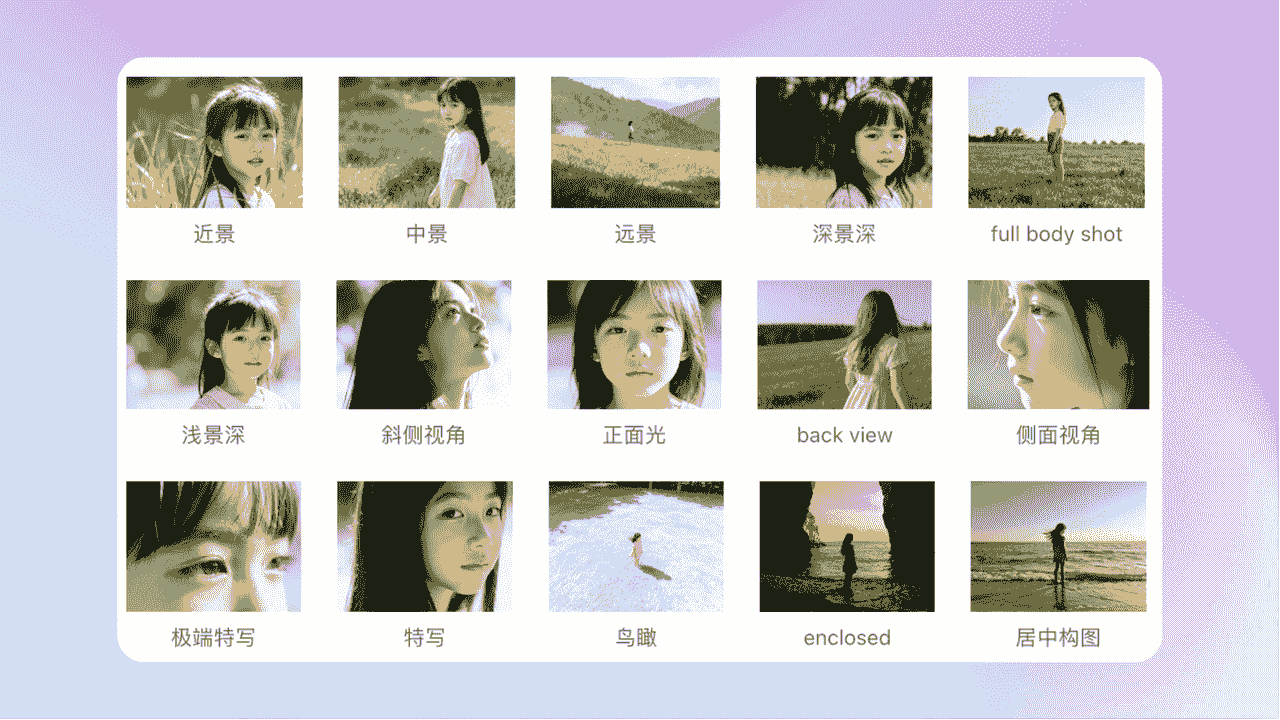 近景
中景
远景
深景深
full body shot
浅景深
斜侧视角
正面光
back view
侧面视角
极端特写
特写
鸟瞰
enclosed
居中构图